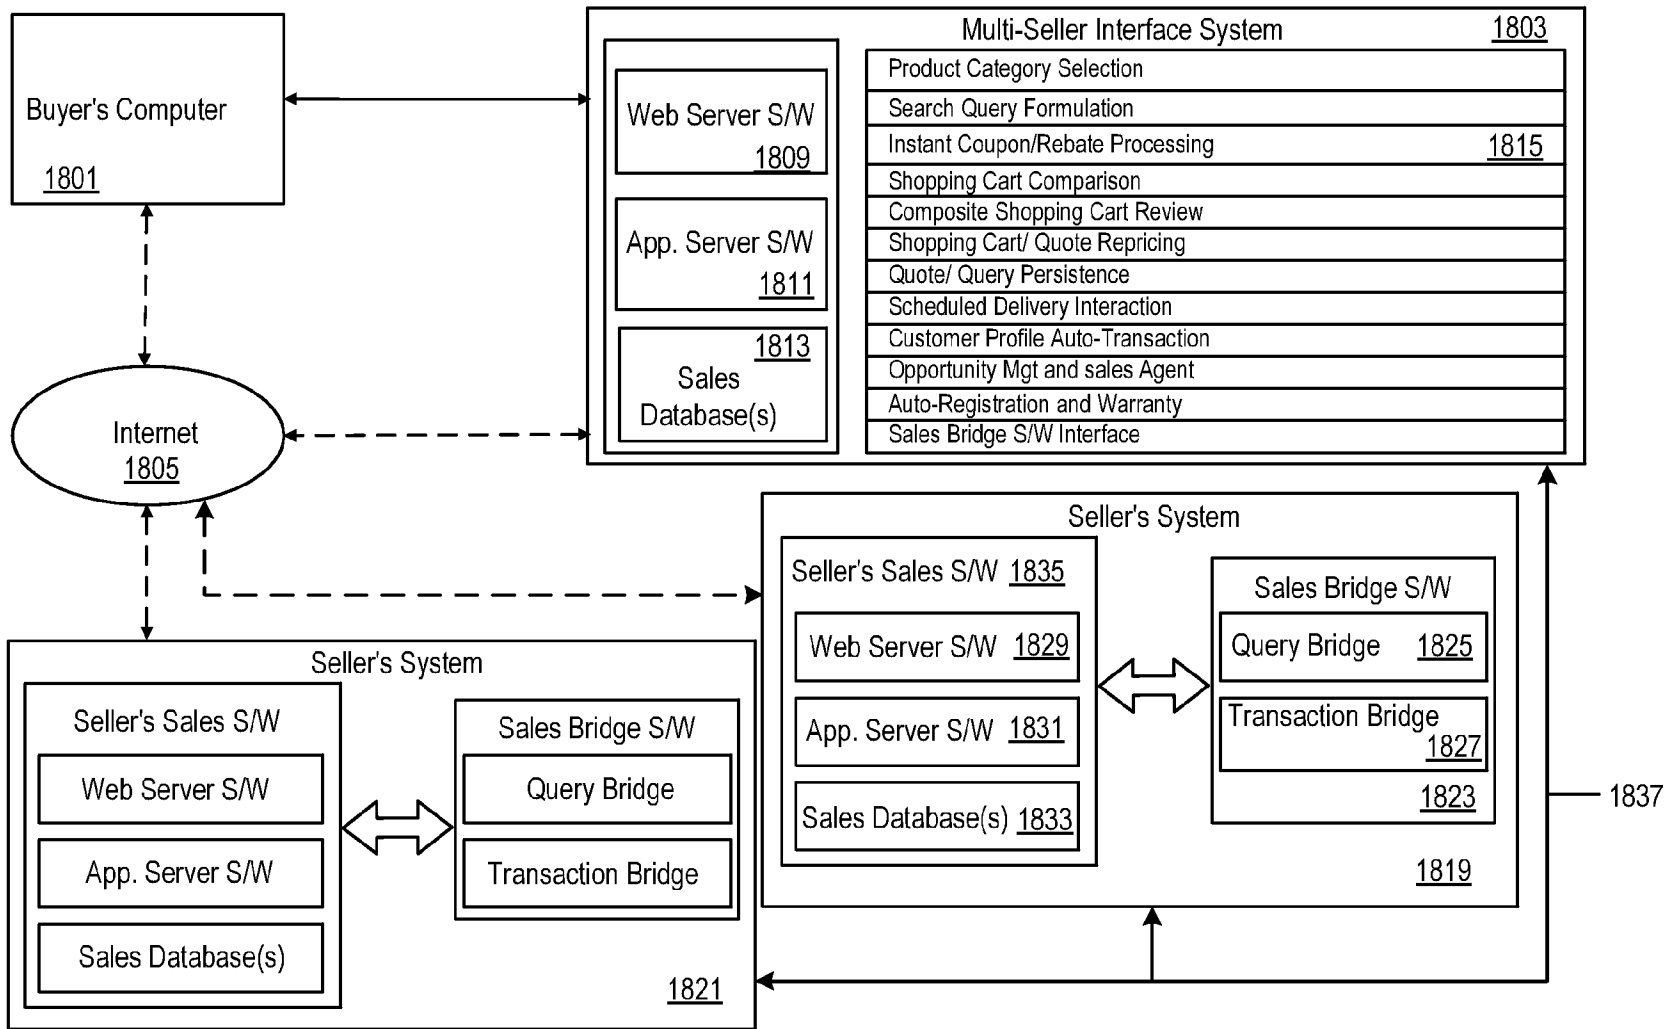 Buyer's Computer
1801
Multi-Seller Interface System 1803
Web Server S/W
1809
App. Server S/W
1811
1813
Sales
Database(s)
Product Category Selection
Search Query Formulation
Instant Coupon/Rebate Processing 1815
Shopping Cart Comparison
Composite Shopping Cart Review
Shopping Cart/ Quote Repricing
Quote/ Query Persistence
Scheduled Delivery Interaction
Customer Profile Auto-Transaction
Opportunity Mgt and sales Agent
Auto-Registration and Warranty
Sales Bridge S/W Interface
Internet
1805
Seller's System
Seller's Sales S/W 1835
Web Server S/W 1829
App. Server S/W 1831
Sales Database(s) 1833
Sales Bridge S/W
Query Bridge 1825
Transaction Bridge
1827
1823
1819
1837
Seller's System
Seller's Sales S/W
Web Server S/W
App. Server S/W
Sales Database(s)
Sales Bridge S/W
Query Bridge
Transaction Bridge
1821